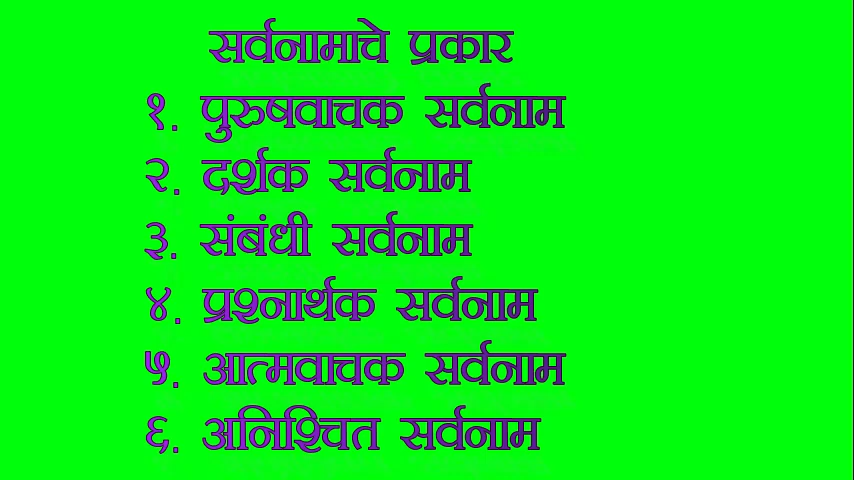 सर्वनामाचे प्रकार
१. पुरुषवाचक सर्वनाम
२. दर्शक सर्वनाम
३. संबंधी सर्वनाम
४. प्रश्नार्थक सर्वनाम
५. आत्मवाचक सर्वनाम
६. अनिश्चित सर्वनाम